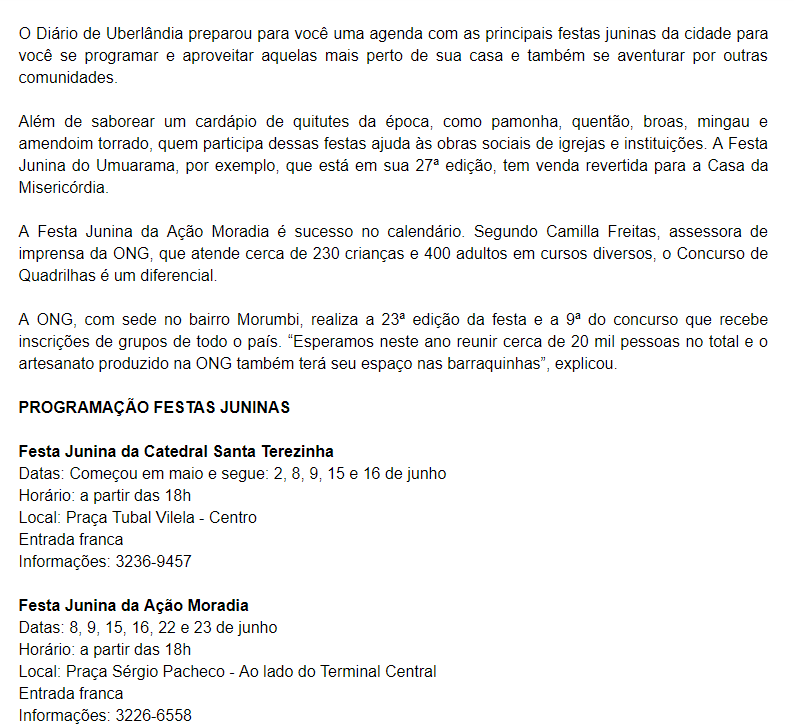 O Diário de Uberlândia preparou para você uma agenda com as principais festas juninas da cidade para
você se programar e aproveitar aquelas mais perto de sua casa e também se aventurar por outras
comunidades.
Além de saborear um cardápio de quitutes da época, como pamonha, quentão, broas, mingau e
amendoim torrado, quem participa dessas festas ajuda às obras sociais de igrejas e instituições. A Festa
Junina do Umuarama, por exemplo, que está em sua 27ª edição, tem venda revertida para a Casa da
Misericórdia.
A Festa Junina da Ação Moradia é sucesso no calendário. Segundo Camilla Freitas, assessora de
imprensa da ONG, que atende cerca de 230 crianças e 400 adultos em cursos diversos, o Concurso de
Quadrilhas é um diferencial.
A ONG, com sede no bairro Morumbi, realiza a 23ª edição da festa e a 9ª do concurso que recebe
inscrições de grupos de todo o país. “Esperamos neste ano reunir cerca de 20 mil pessoas no total e o
artesanato produzido na ONG também terá seu espaço nas barraquinhas”, explicou.
PROGRAMAÇÃO FESTAS JUNINAS
Festa Junina da Catedral Santa Terezinha
Datas: Começou em maio e segue: 2, 8, 9, 15 e 16 de junho
Horário: a partir das 18h
Local: Praça Tubal Vilela - Centro
Entrada franca
Informações: 3236-9457
Festa Junina da Ação Moradia
Datas: 8, 9, 15, 16, 22 e 23 de junho
Horário: a partir das 18h
Local: Praça Sérgio Pacheco - Ao lado do Terminal Central
Entrada franca
Informações: 3226-6558